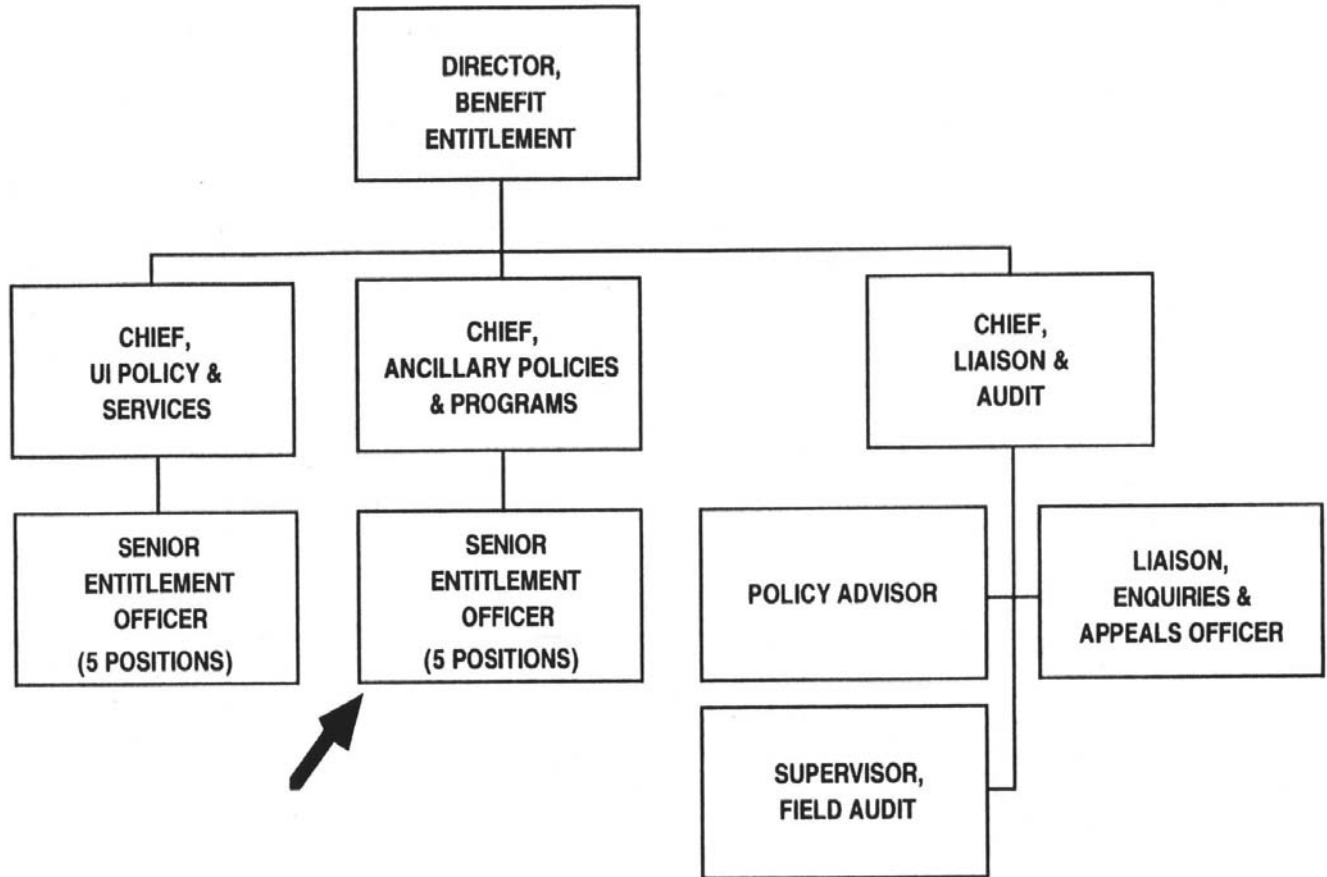 DIRECTOR,
BENEFIT
ENTITLEMENT
CHIEF,
UI POLICY &
SERVICES
CHIEF,
ANCILLARY POLICIES
& PROGRAMS
CHIEF,
LIAISON &
AUDIT
SENIOR
ENTITLEMENT
OFFICER
(5 POSITIONS)
SENIOR
ENTITLEMENT
OFFICER
(5 POSITIONS)
POLICY ADVISOR
LIAISON,
ENQUIRIES &
APPEALS OFFICER
SUPERVISOR,
FIELD AUDIT